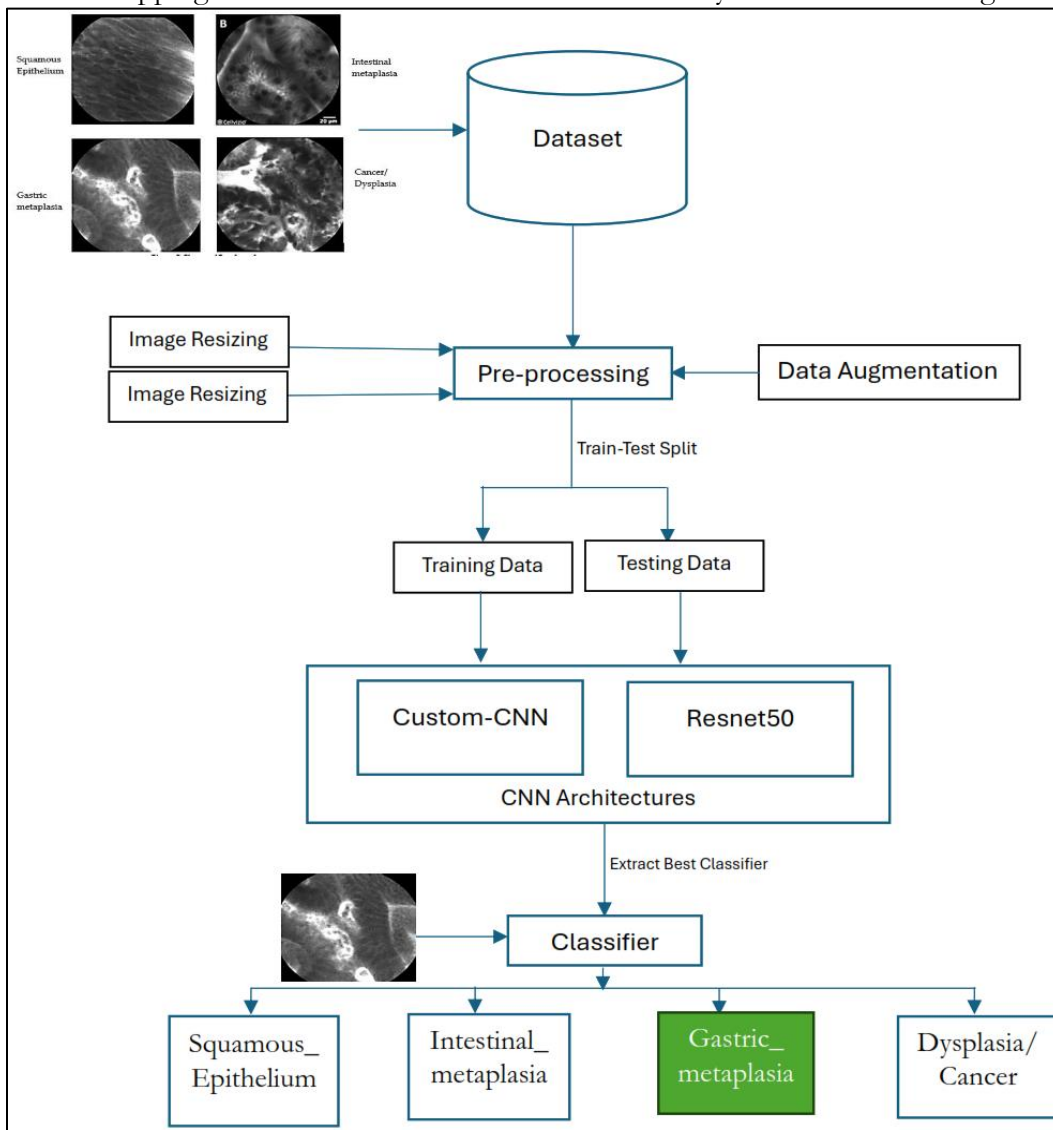 Squamous
Epithelium
B
Intestinal
metaplasia
Cellvizio
20 µm
Gastric
metaplasia
Cancer/
Dysplasia
Dataset
Image Resizing
Image Resizing
Pre-processing
Data Augmentation
Train-Test Split
Training Data
Testing Data
Custom-CNN
Resnet50
CNN Architectures
Extract Best Classifier
Classifier
Squamous_
Epithelium
Intestinal_
metaplasia
Gastric_
metaplasia
Dysplasia/
Cancer